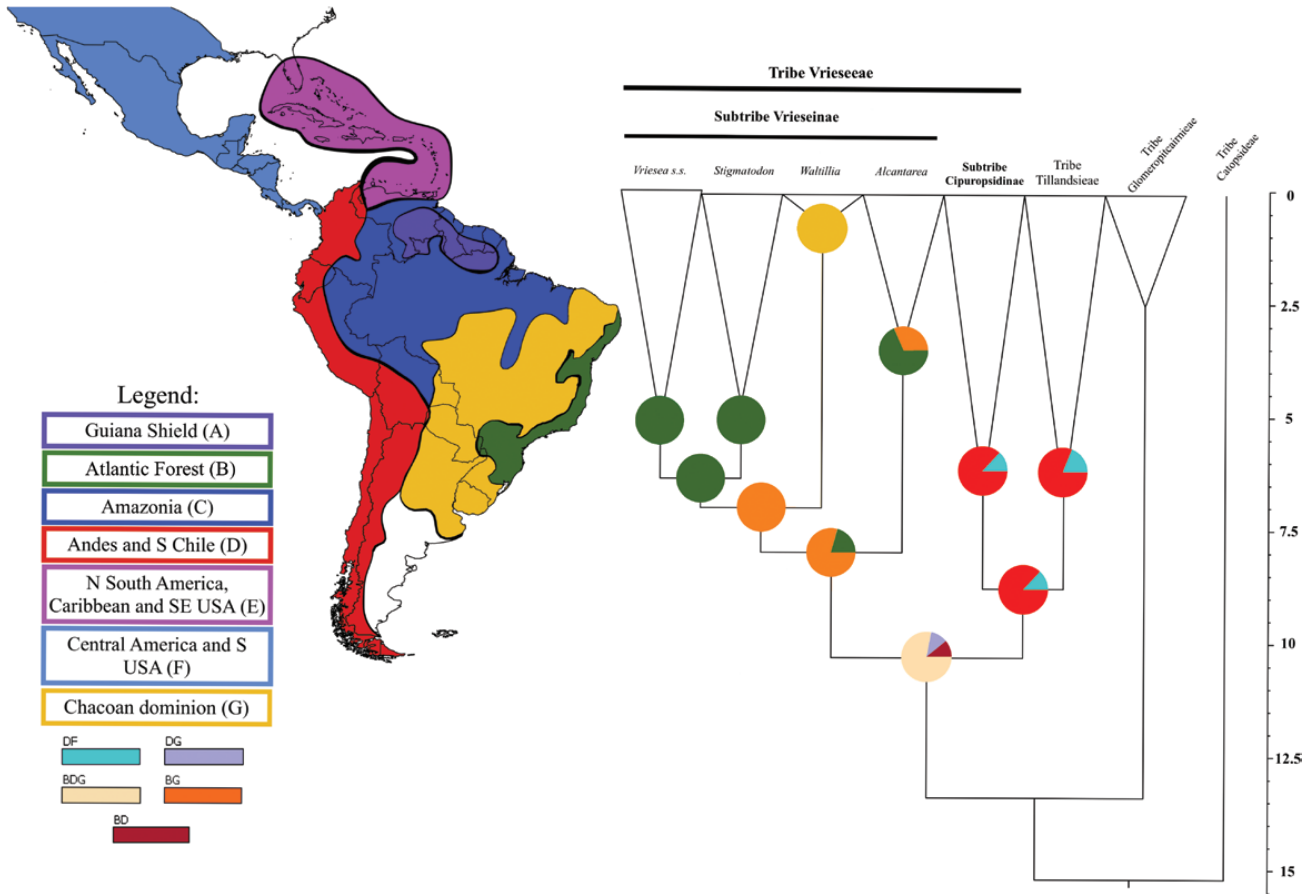 Legend:
Guiana Shield (A)
Atlantic Forest (B)
Amazonia (C)
Andes and S Chile (D)
N South America,
Caribbean and SE USA (E)
Central America and S
USA (F)
Chacoan dominion (G)
DF
DG
BDG
BG
BD
Tribe Vrieseeae
Subtribe Vrieseinae
Vriesea s.s.
Stigmatodon
Waltillia
Alcantarea
Subtribe
Cipuropsidinae
Tribe
Tillandsieae
Tribe
Glomeropitcairnieae
Tribe
Catopsideae
0
2.5
5
7.5
10
12.5
15